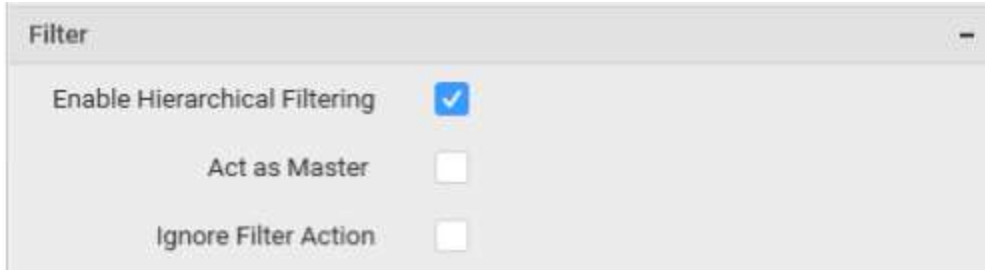 Filter
Enable Hierarchical Filtering
Act as Master
Ignore Filter Action